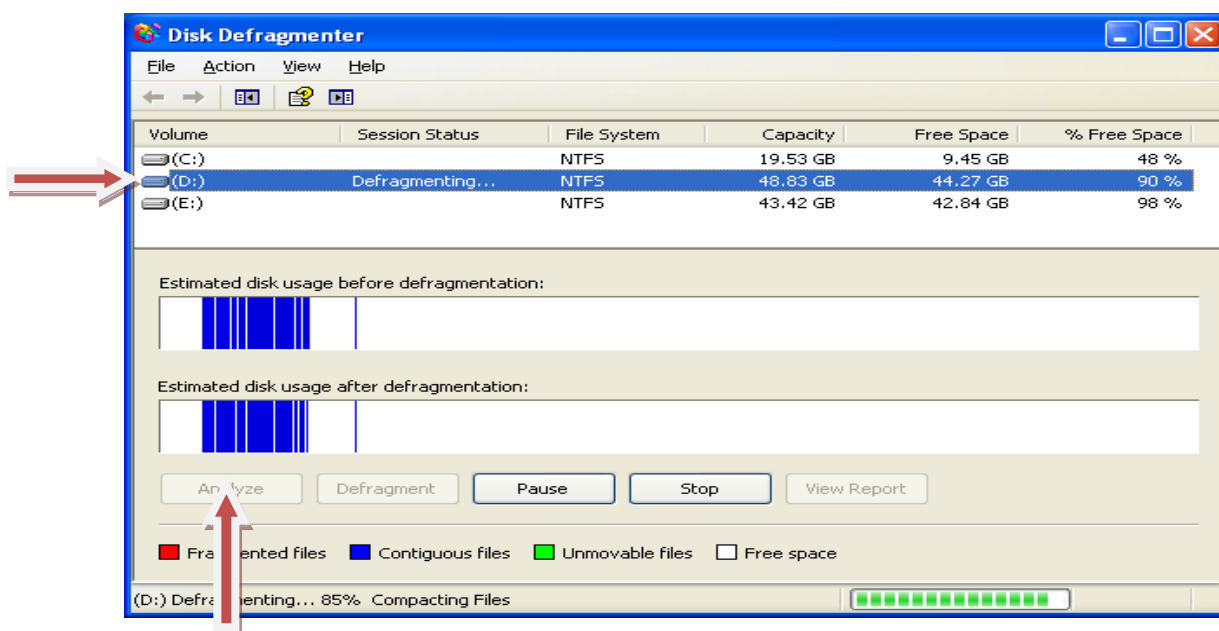 Disk Defragmenter
File Action View Help
Volume Session Status File System Capacity Free Space % Free Space
(C:) NTFS 19.53 GB 9.45 GB 48 %
(D:) Defragmenting... NTFS 48.83 GB 44.27 GB 90 %
(E:) NTFS 43.42 GB 42.84 GB 98 %
Estimated disk usage before defragmentation:
Estimated disk usage after defragmentation:
Analyze Defragment Pause Stop View Report
Fragmented files Contiguous files Unmovable files Free space
(D:) Defragmenting... 85% Compacting Files